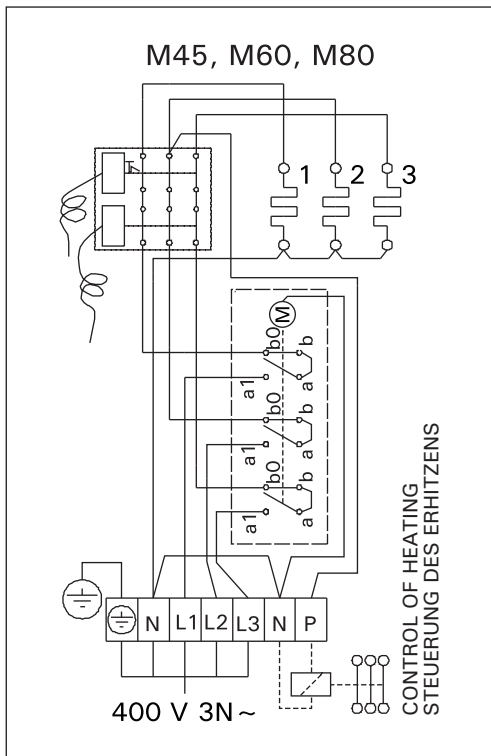 M45, M60, M80
1 2 3
M
b0 b
a1 a
b0 b
a1 a
b0 b
a1 a
N L1 L2 L3 N P
400 V 3N ~
CONTROL OF HEATING
STEUERUNG DES ERHITZENS